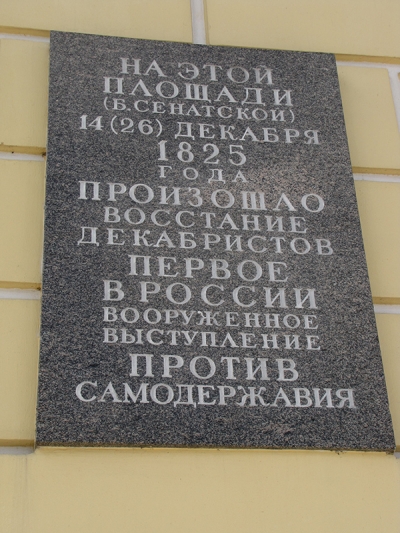 НА ЭТОЙ
ПЛОЩАДИ
(Б. СЕНАТСКОЙ)
14 (26) ДЕКАБРЯ
1825
ГОДА
ПРОИЗОШЛО
ВОССТАНИЕ
ДЕКАБРИСТОВ
ПЕРВОЕ
В РОССИИ
ВООРУЖЕННОЕ
ВЫСТУПЛЕНИЕ
ПРОТИВ
САМОДЕРЖАВИЯ